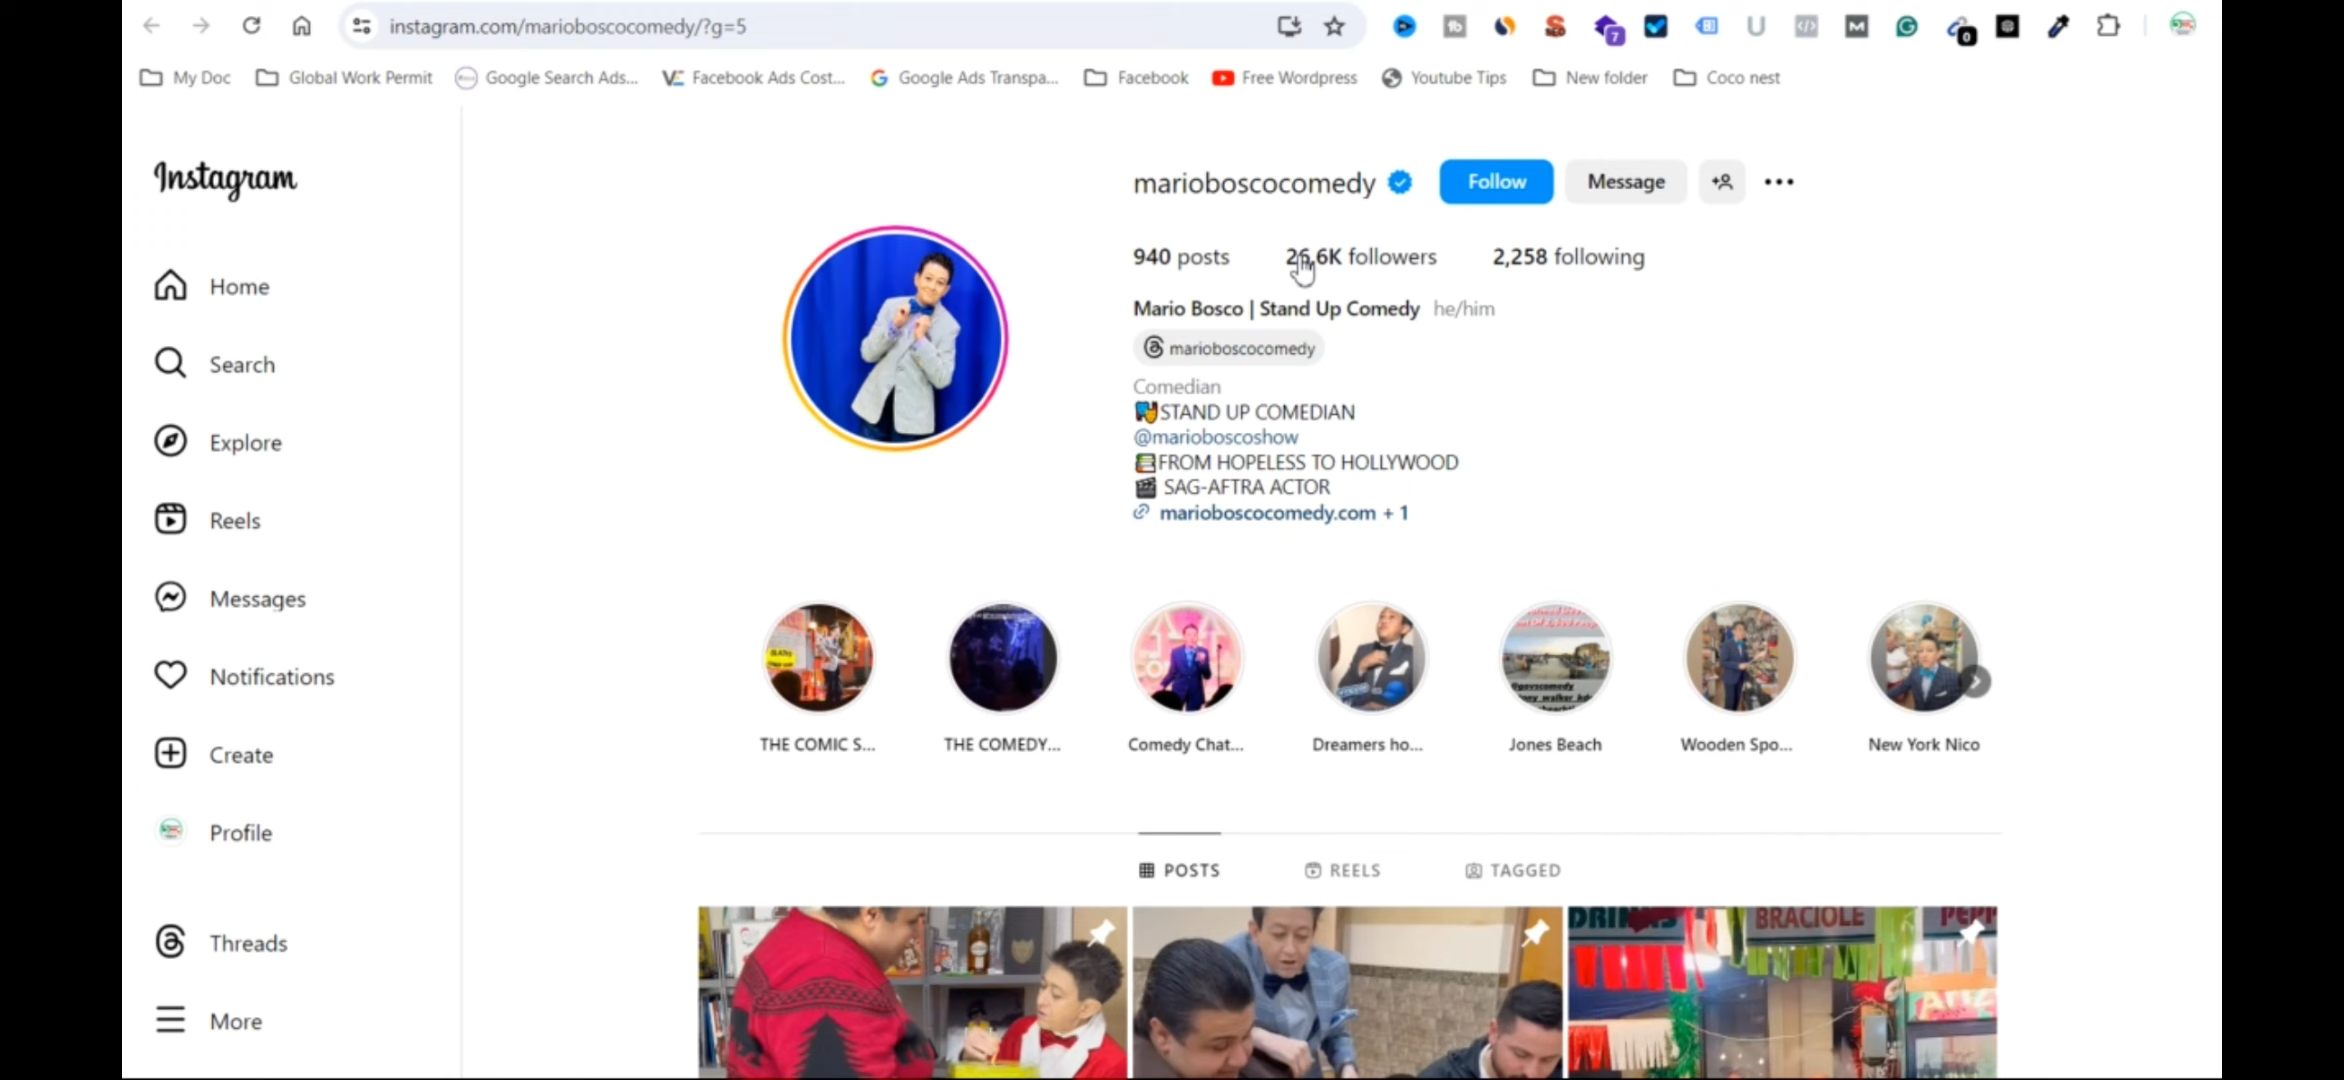 instagram.com/marioboscocomedy/?g=5
7
0
My Doc
Global Work Permit
Google Search Ads...
Facebook Ads Cost...
Google Ads Transpa...
Facebook
Free Wordpress
Youtube Tips
New folder
Coco nest
Instagram
marioboscocomedy
Follow
Message
940 posts
26.6K followers
2,258 following
Mario Bosco | Stand Up Comedy he/him
marioboscocomedy
Comedian
STAND UP COMEDIAN
@marioboscoshow
FROM HOPELESS TO HOLLYWOOD
SAG-AFTRA ACTOR
marioboscocomedy.com + 1
Home
Search
Explore
Reels
Messages
Notifications
Create
Profile
Threads
More
THE COMIC S...
THE COMEDY...
Comedy Chat...
Dreamers ho...
Jones Beach
Wooden Spo...
New York Nico
POSTS
REELS
TAGGED
BRACIOLE